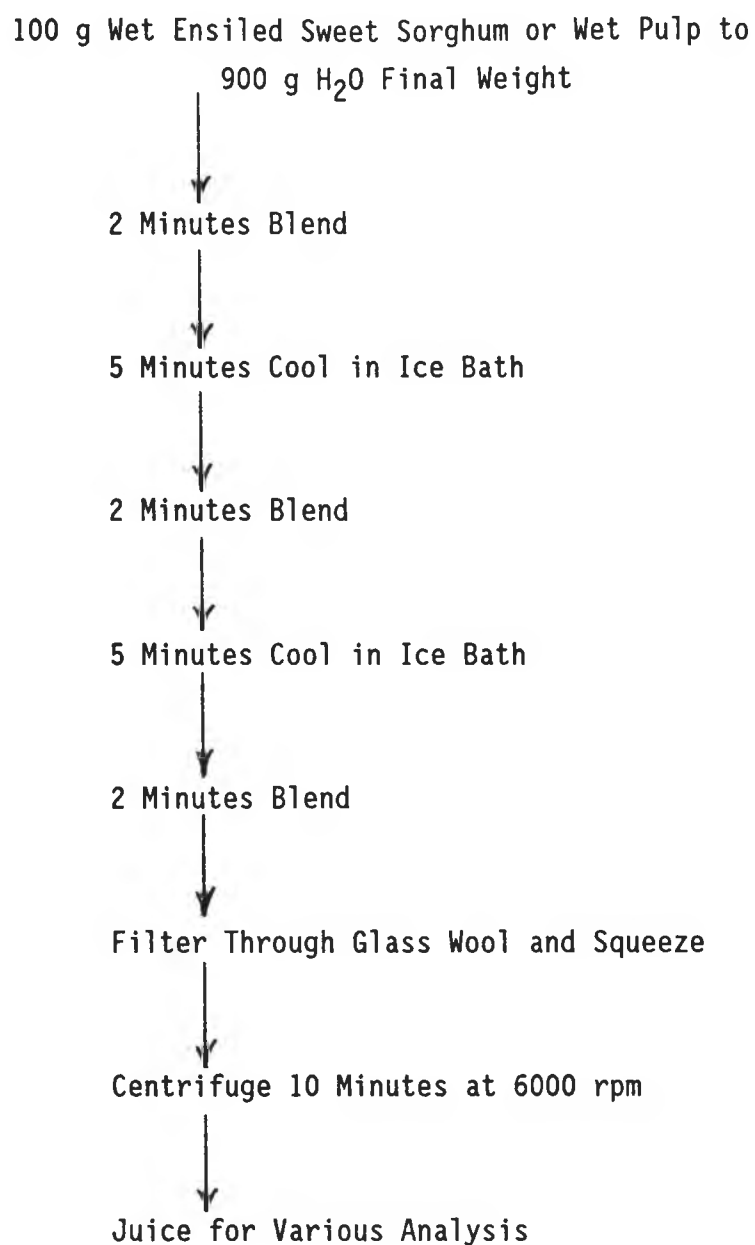 100 g Wet Ensiled Sweet Sorghum or Wet Pulp to
900 g H₂O Final Weight
2 Minutes Blend
5 Minutes Cool in Ice Bath
2 Minutes Blend
5 Minutes Cool in Ice Bath
2 Minutes Blend
Filter Through Glass Wool and Squeeze
Centrifuge 10 Minutes at 6000 rpm
Juice for Various Analysis